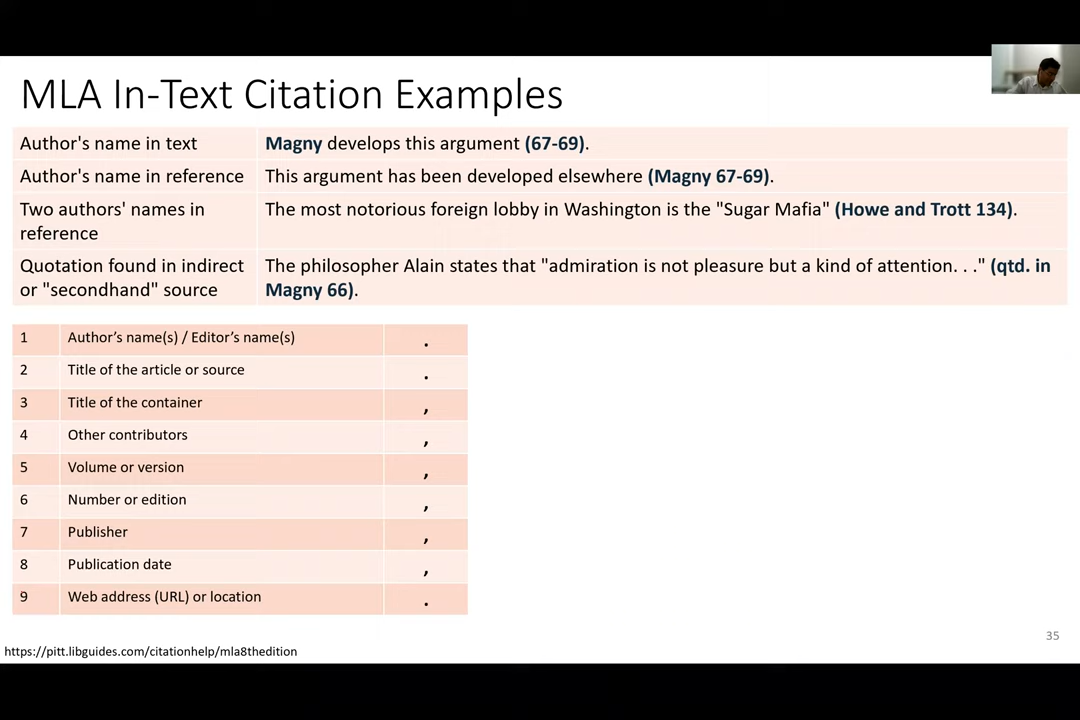 MLA In-Text Citation Examples
Author's name in text Magny develops this argument (67-69).
Author's name in reference This argument has been developed elsewhere (Magny 67-69).
Two authors' names in reference The most notorious foreign lobby in Washington is the "Sugar Mafia" (Howe and Trott 134).
Quotation found in indirect or "secondhand" source The philosopher Alain states that "admiration is not pleasure but a kind of attention. . ." (qtd. in Magny 66).
1 Author’s name(s) / Editor’s name(s) .
2 Title of the article or source .
3 Title of the container ,
4 Other contributors ,
5 Volume or version ,
6 Number or edition ,
7 Publisher ,
8 Publication date ,
9 Web address (URL) or location .
35
https://pitt.libguides.com/citationhelp/mla8thedition